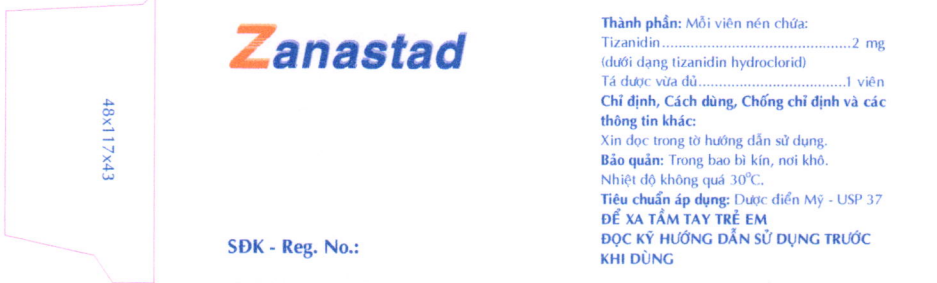 48x117x43
Zanastad
SĐK - Reg. No.:
Thành phần: Mỗi viên nén chứa:
Tizanidin............................................2 mg
(dưới dạng tizanidin hydroclorid)
Tá dược vừa đủ..................................1 viên
Chỉ định, Cách dùng, Chống chỉ định và các
thông tin khác:
Xin đọc trong tờ hướng dẫn sử dụng.
Bảo quản: Trong bao bì kín, nơi khô.
Nhiệt độ không quá 30°C.
Tiêu chuẩn áp dụng: Dược điển Mỹ - USP 37
ĐỂ XA TẦM TAY TRẺ EM
ĐỌC KỸ HƯỚNG DẪN SỬ DỤNG TRƯỚC
KHI DÙNG